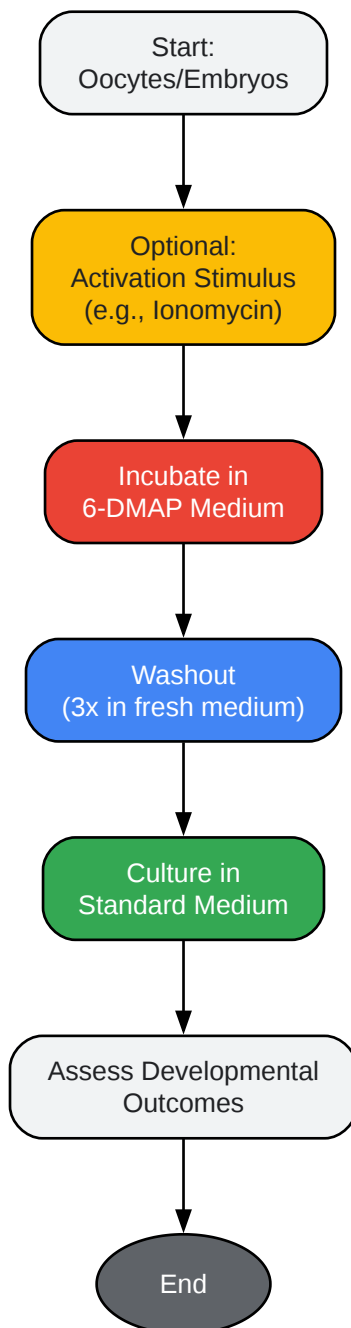 Start:
Oocytes/Embryos
Optional:
Activation Stimulus
(e.g., Ionomycin)
Incubate in
6-DMAP Medium
Washout
(3x in fresh medium)
Culture in
Standard Medium
Assess Developmental
Outcomes
End